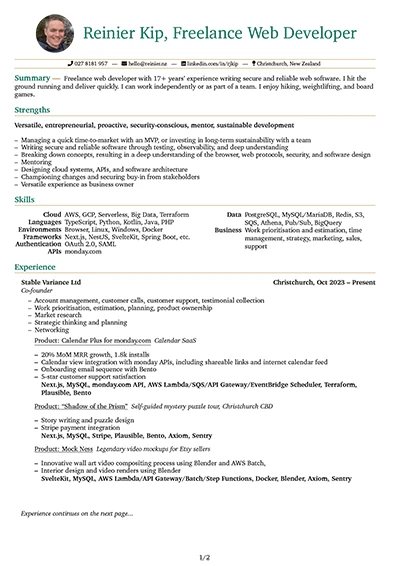 Reinier Kip, Freelance Web Developer
027 8181 957 — hello@reinier.nz — linkedin.com/in/rjkip — Christchurch, New Zealand
Summary — Freelance web developer with 17+ years' experience writing secure and reliable web software. I hit the
ground running and deliver quickly. I can work independently or as part of a team. I enjoy hiking, weightlifting, and board
games.
Strengths
Versatile, entrepreneurial, proactive, security-conscious, mentor, sustainable development
– Managing a quick time-to-market with an MVP, or investing in long-term sustainability with a team
– Writing secure and reliable software through testing, observability, and deep understanding
– Breaking down concepts, resulting in a deep understanding of the browser, web protocols, security, and software design
– Mentoring
– Designing cloud systems, APIs, and software architecture
– Championing changes and securing buy-in from stakeholders
– Versatile experience as business owner
Skills
Cloud AWS, GCP, Serverless, Big Data, Terraform
Languages TypeScript, Python, Kotlin, Java, PHP
Environments Browser, Linux, Windows, Docker
Frameworks Next.js, NestJS, SvelteKit, Spring Boot, etc.
Authentication OAuth 2.0, SAML
APIs monday.com
Data PostgreSQL, MySQL/MariaDB, Redis, S3,
SQS, Athena, Pub/Sub, BigQuery
Business Work prioritisation and estimation, time
management, strategy, marketing, sales,
support
Experience
Stable Variance Ltd Christchurch, Oct 2023 – Present
Co-founder
– Account management, customer calls, customer support, testimonial collection
– Work prioritisation, estimation, planning, product ownership
– Market research
– Strategic thinking and planning
– Networking
Product: Calendar Plus for monday.com Calendar SaaS
– 20% MoM MRR growth, 1.8k installs
– Calendar view integration with monday APIs, including shareable links and internet calendar feed
– Onboarding email sequence with Bento
– 5-star customer support satisfaction
Next.js, MySQL, monday.com API, AWS Lambda/SQS/API Gateway/EventBridge Scheduler, Terraform,
Plausible, Bento
Product: "Shadow of the Prism" Self-guided mystery puzzle tour, Christchurch CBD
– Story writing and puzzle design
– Stripe payment integration
Next.js, MySQL, Stripe, Plausible, Bento, Axiom, Sentry
Product: Mock Ness Legendary video mockups for Etsy sellers
– Innovative wall art video compositing process using Blender and AWS Batch,
– Interior design and video renders using Blender
SvelteKit, MySQL, AWS Lambda/API Gateway/Batch/Step Functions, Docker, Blender, Axiom, Sentry
Experience continues on the next page...
1/2